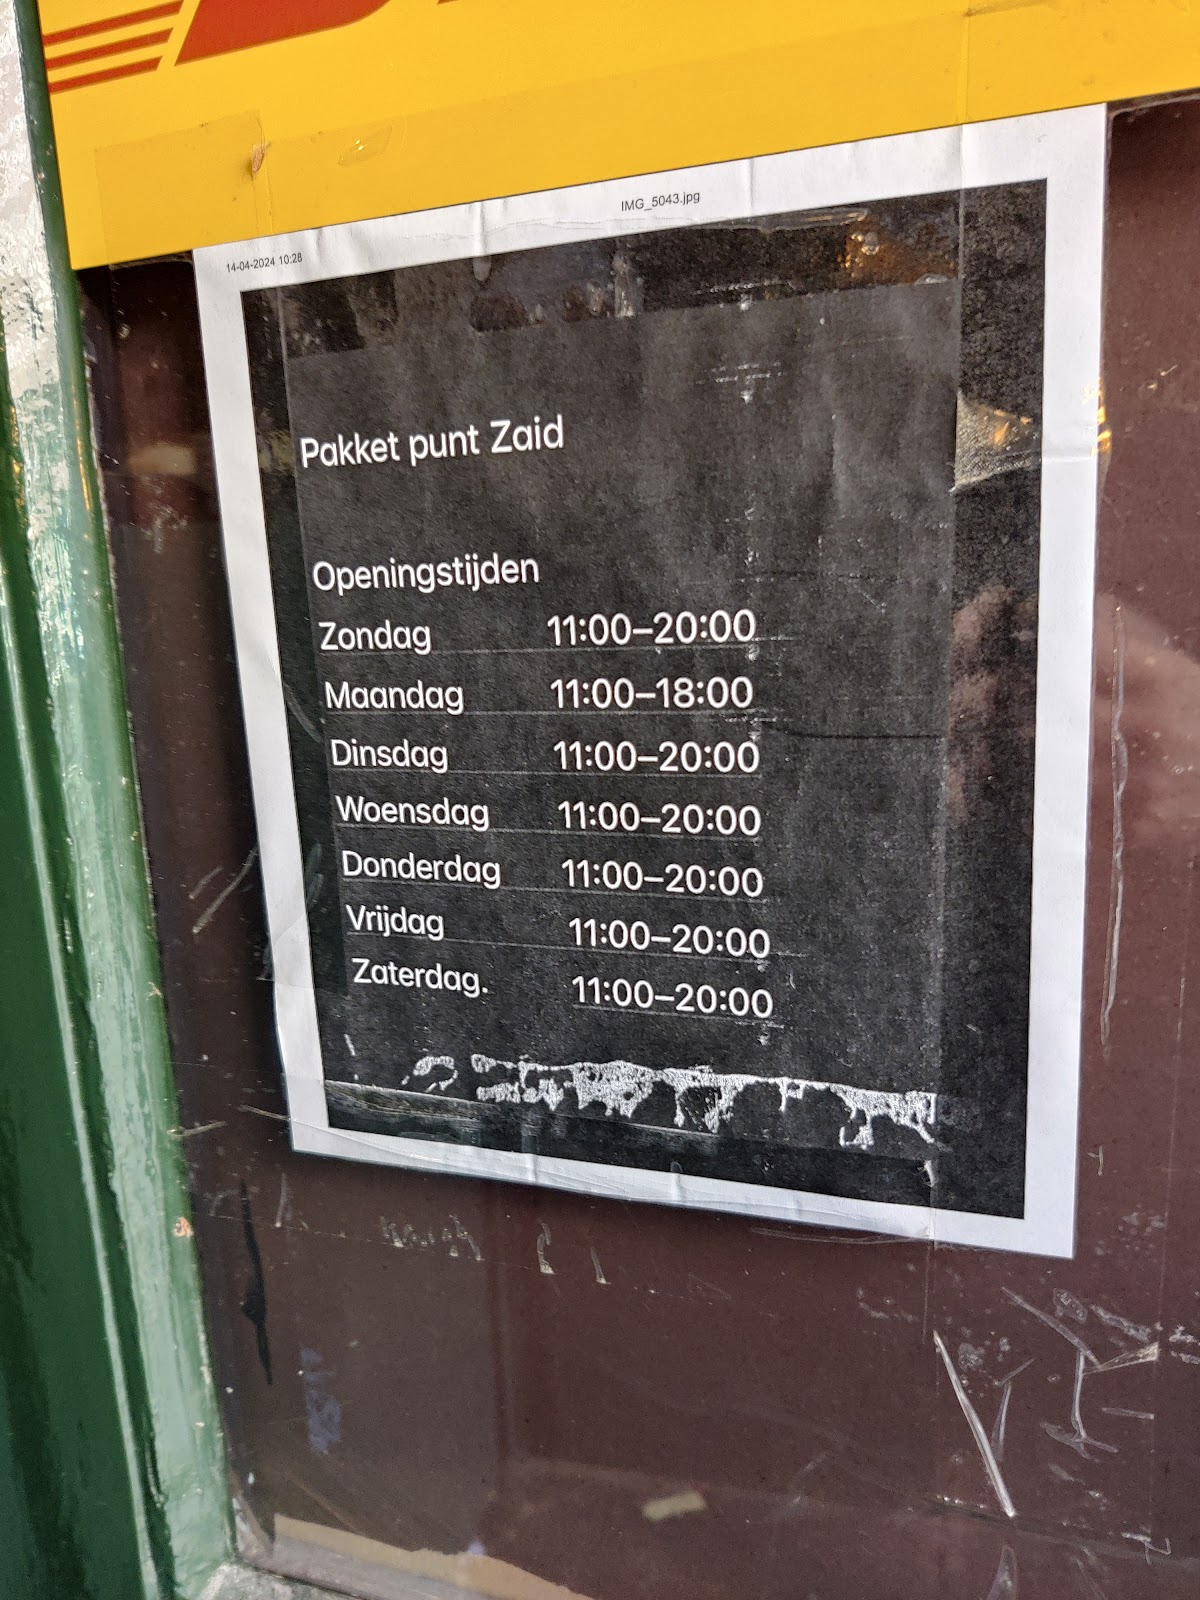 14-04-2024 10:28
IMG_5043.jpg
Pakket punt Zaid
Openingstijden
Zondag 11:00–20:00
Maandag 11:00–18:00
Dinsdag 11:00–20:00
Woensdag 11:00–20:00
Donderdag 11:00–20:00
Vrijdag 11:00–20:00
Zaterdag. 11:00–20:00